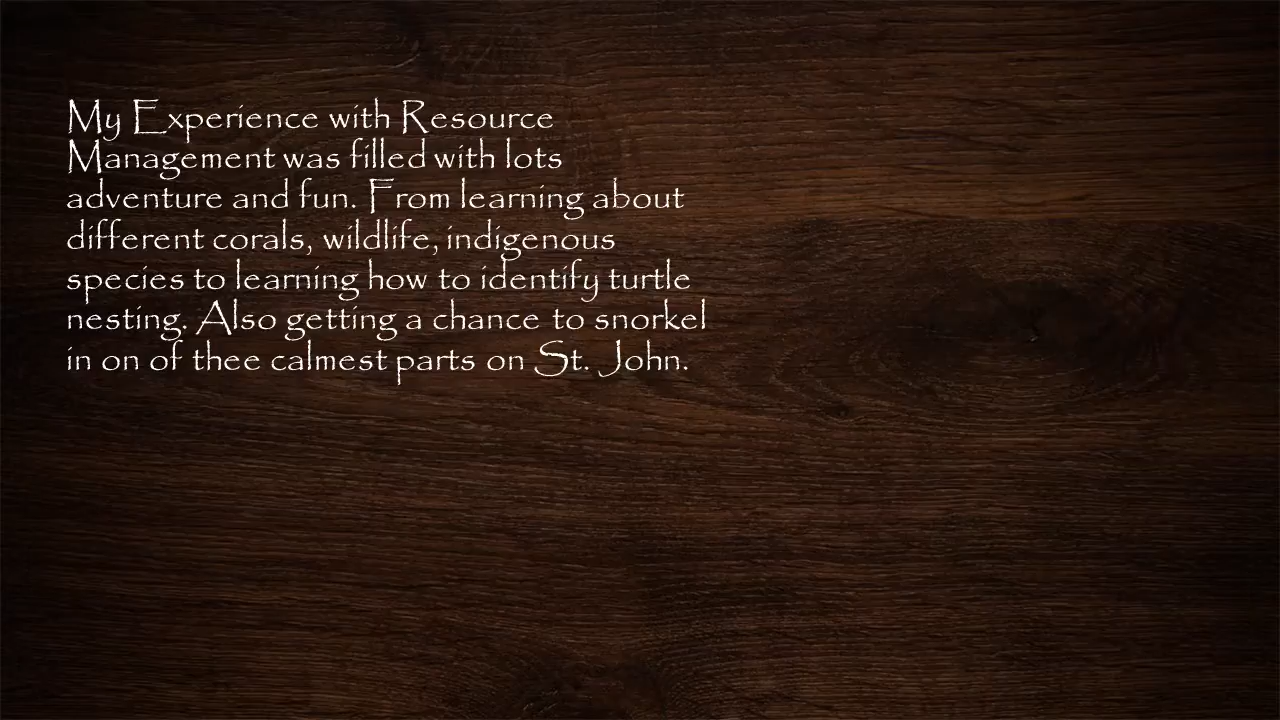 My Experience with Resource
Management was filled with lots
adventure and fun. From learning about
different corals, wildlife, indigenous
species to learning how to identify turtle
nesting. Also getting a chance to snorkel
in on of thee calmest parts on St. John.